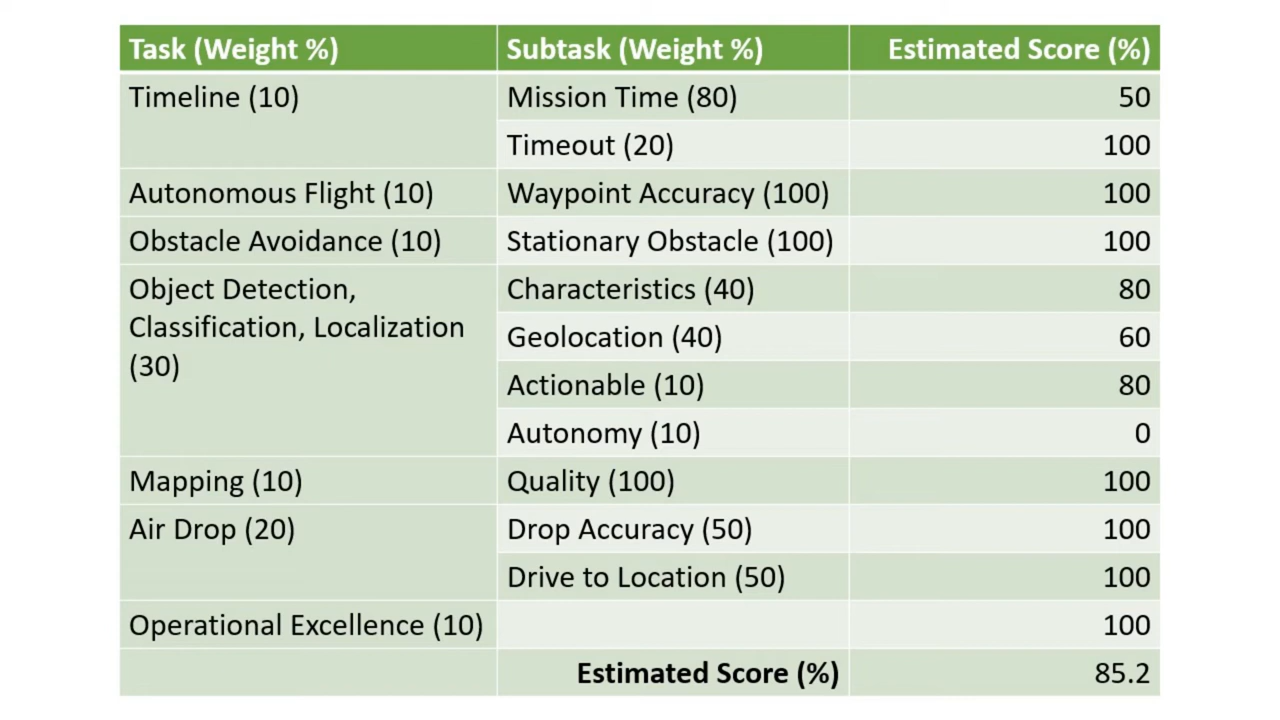 Task (Weight %) Subtask (Weight %) Estimated Score (%)
Timeline (10) Mission Time (80) 50
Timeout (20) 100
Autonomous Flight (10) Waypoint Accuracy (100) 100
Obstacle Avoidance (10) Stationary Obstacle (100) 100
Object Detection, Characteristics (40) 80
Classification, Localization Geolocation (40) 60
(30) Actionable (10) 80
Autonomy (10) 0
Mapping (10) Quality (100) 100
Air Drop (20) Drop Accuracy (50) 100
Drive to Location (50) 100
Operational Excellence (10) 100
Estimated Score (%) 85.2